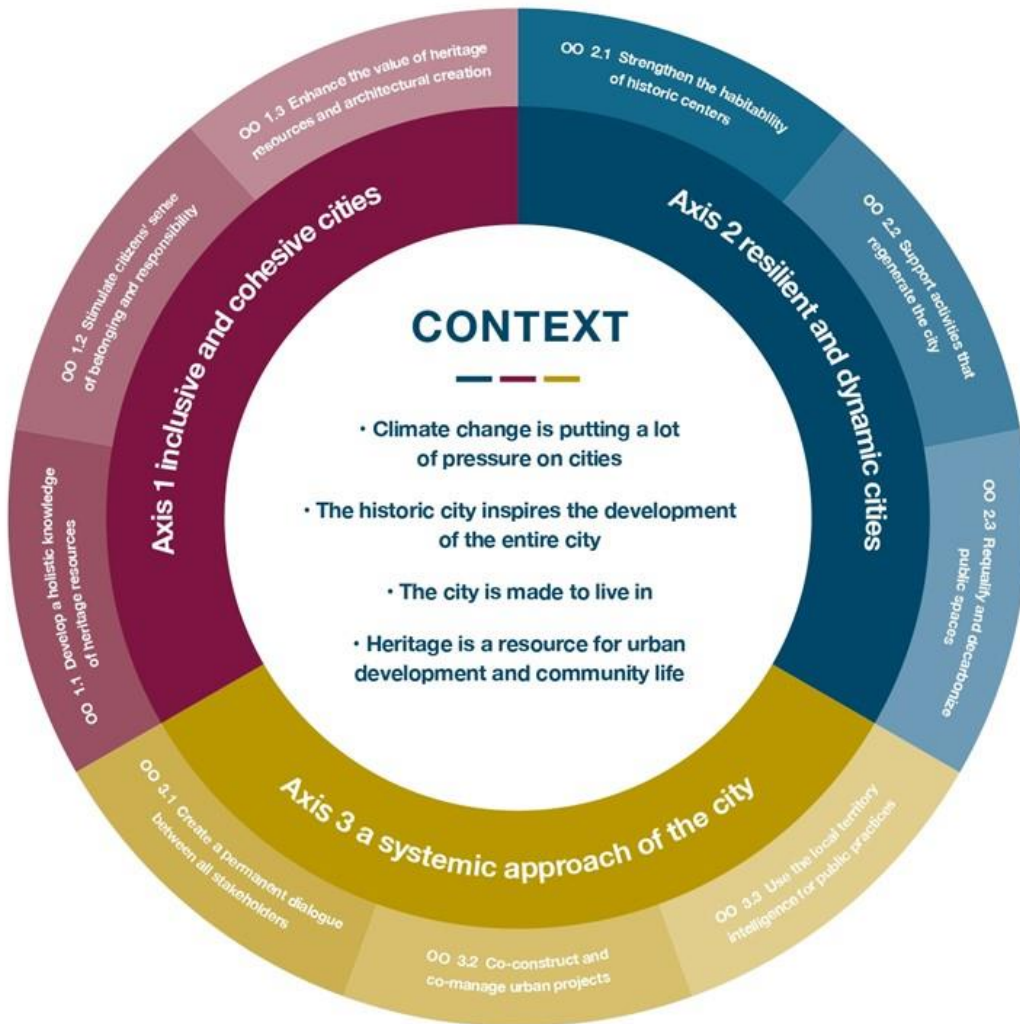 CONTEXT
• Climate change is putting a lot
of pressure on cities
• The historic city inspires the development
of the entire city
• The city is made to live in
• Heritage is a resource for urban
development and community life
Axis 1 inclusive and cohesive cities
OO 1.1 Develop a holistic knowledge
of heritage resources
OO 1.2 Stimulate citizens' sense
of belonging and responsibility
OO 1.3 Enhance the value of heritage
resources and architectural creation
Axis 2 resilient and dynamic cities
OO 2.1 Strengthen the habitability
of historic centers
OO 2.2 Support activities that
regenerate the city
OO 2.3 Requalify and decarbonize
public spaces
Axis 3 a systemic approach of the city
OO 3.1 Create a permanent dialogue
between all stakeholders
OO 3.2 Co-construct and
co-manage urban projects
OO 3.3 Use the local territory
intelligence for public practices